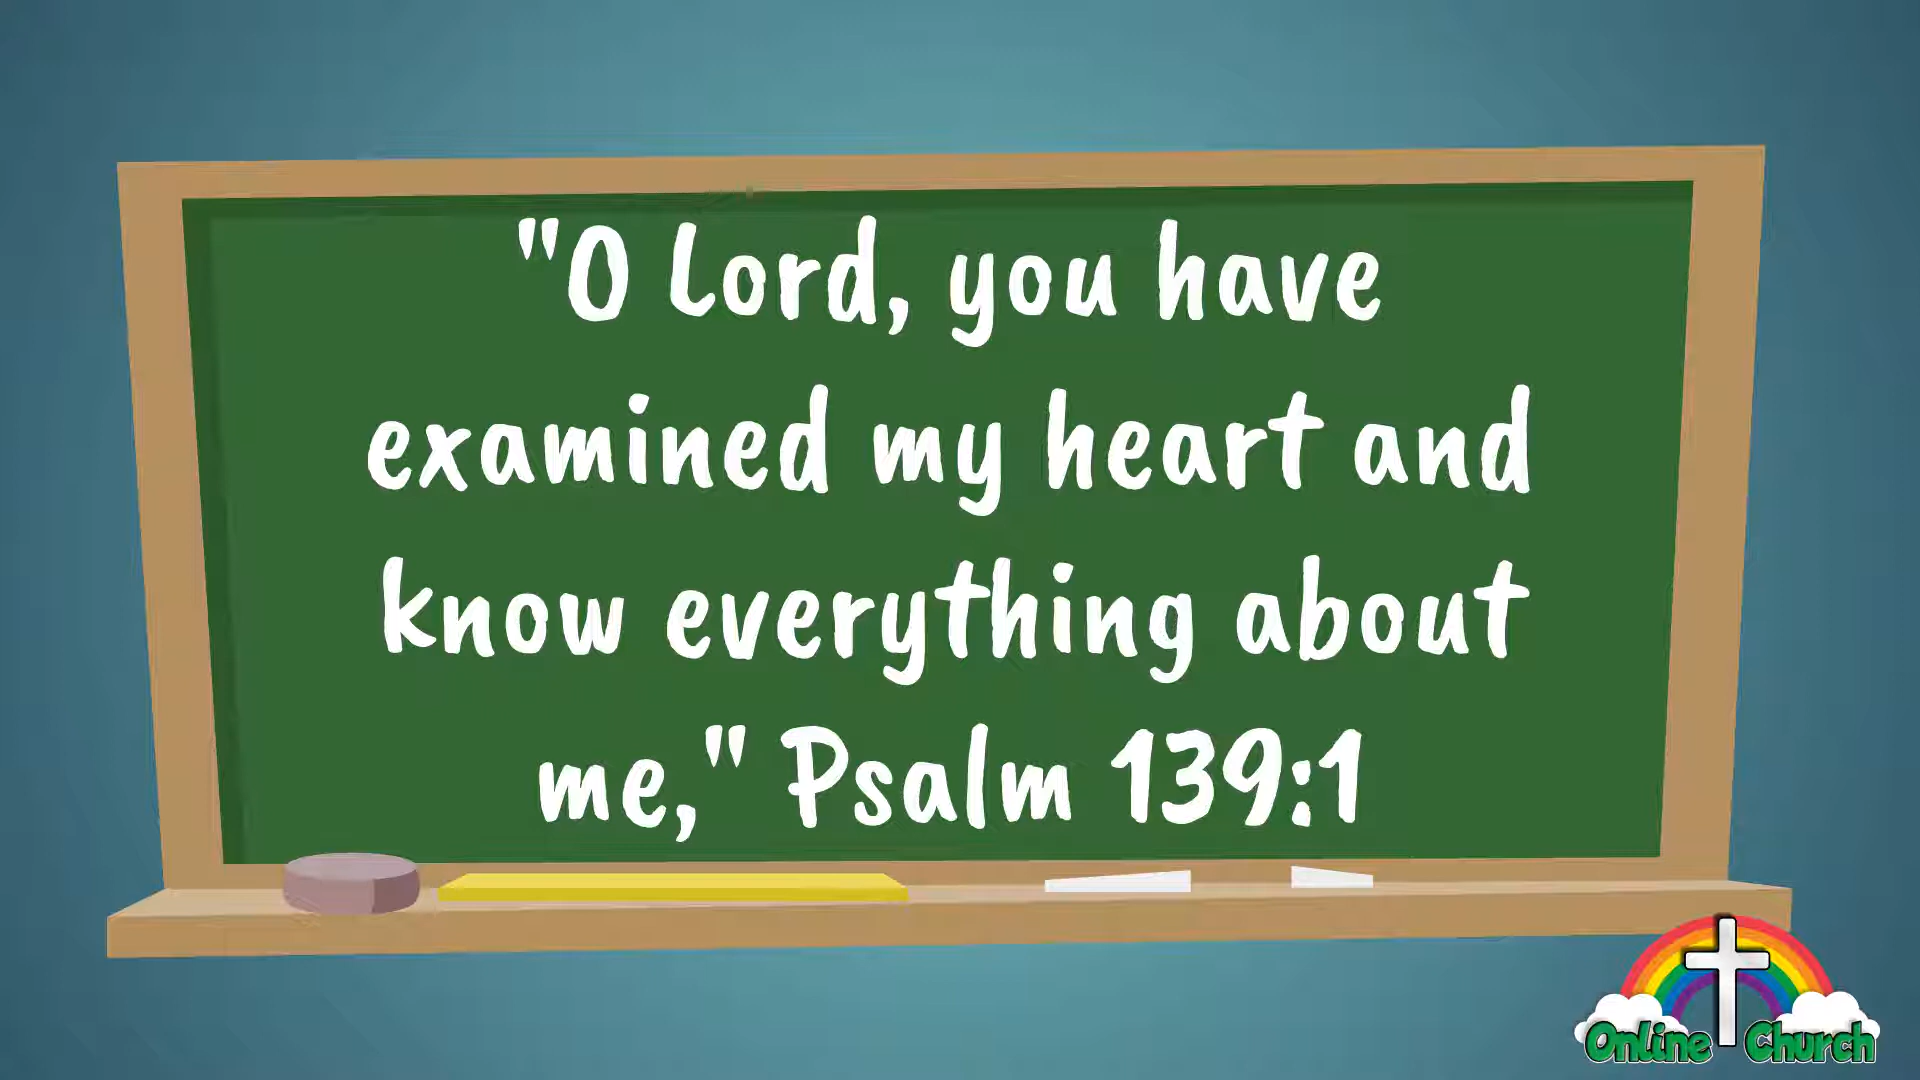 "O Lord, you have
examined my heart and
know everything about
me," Psalm 139:1
Online Church